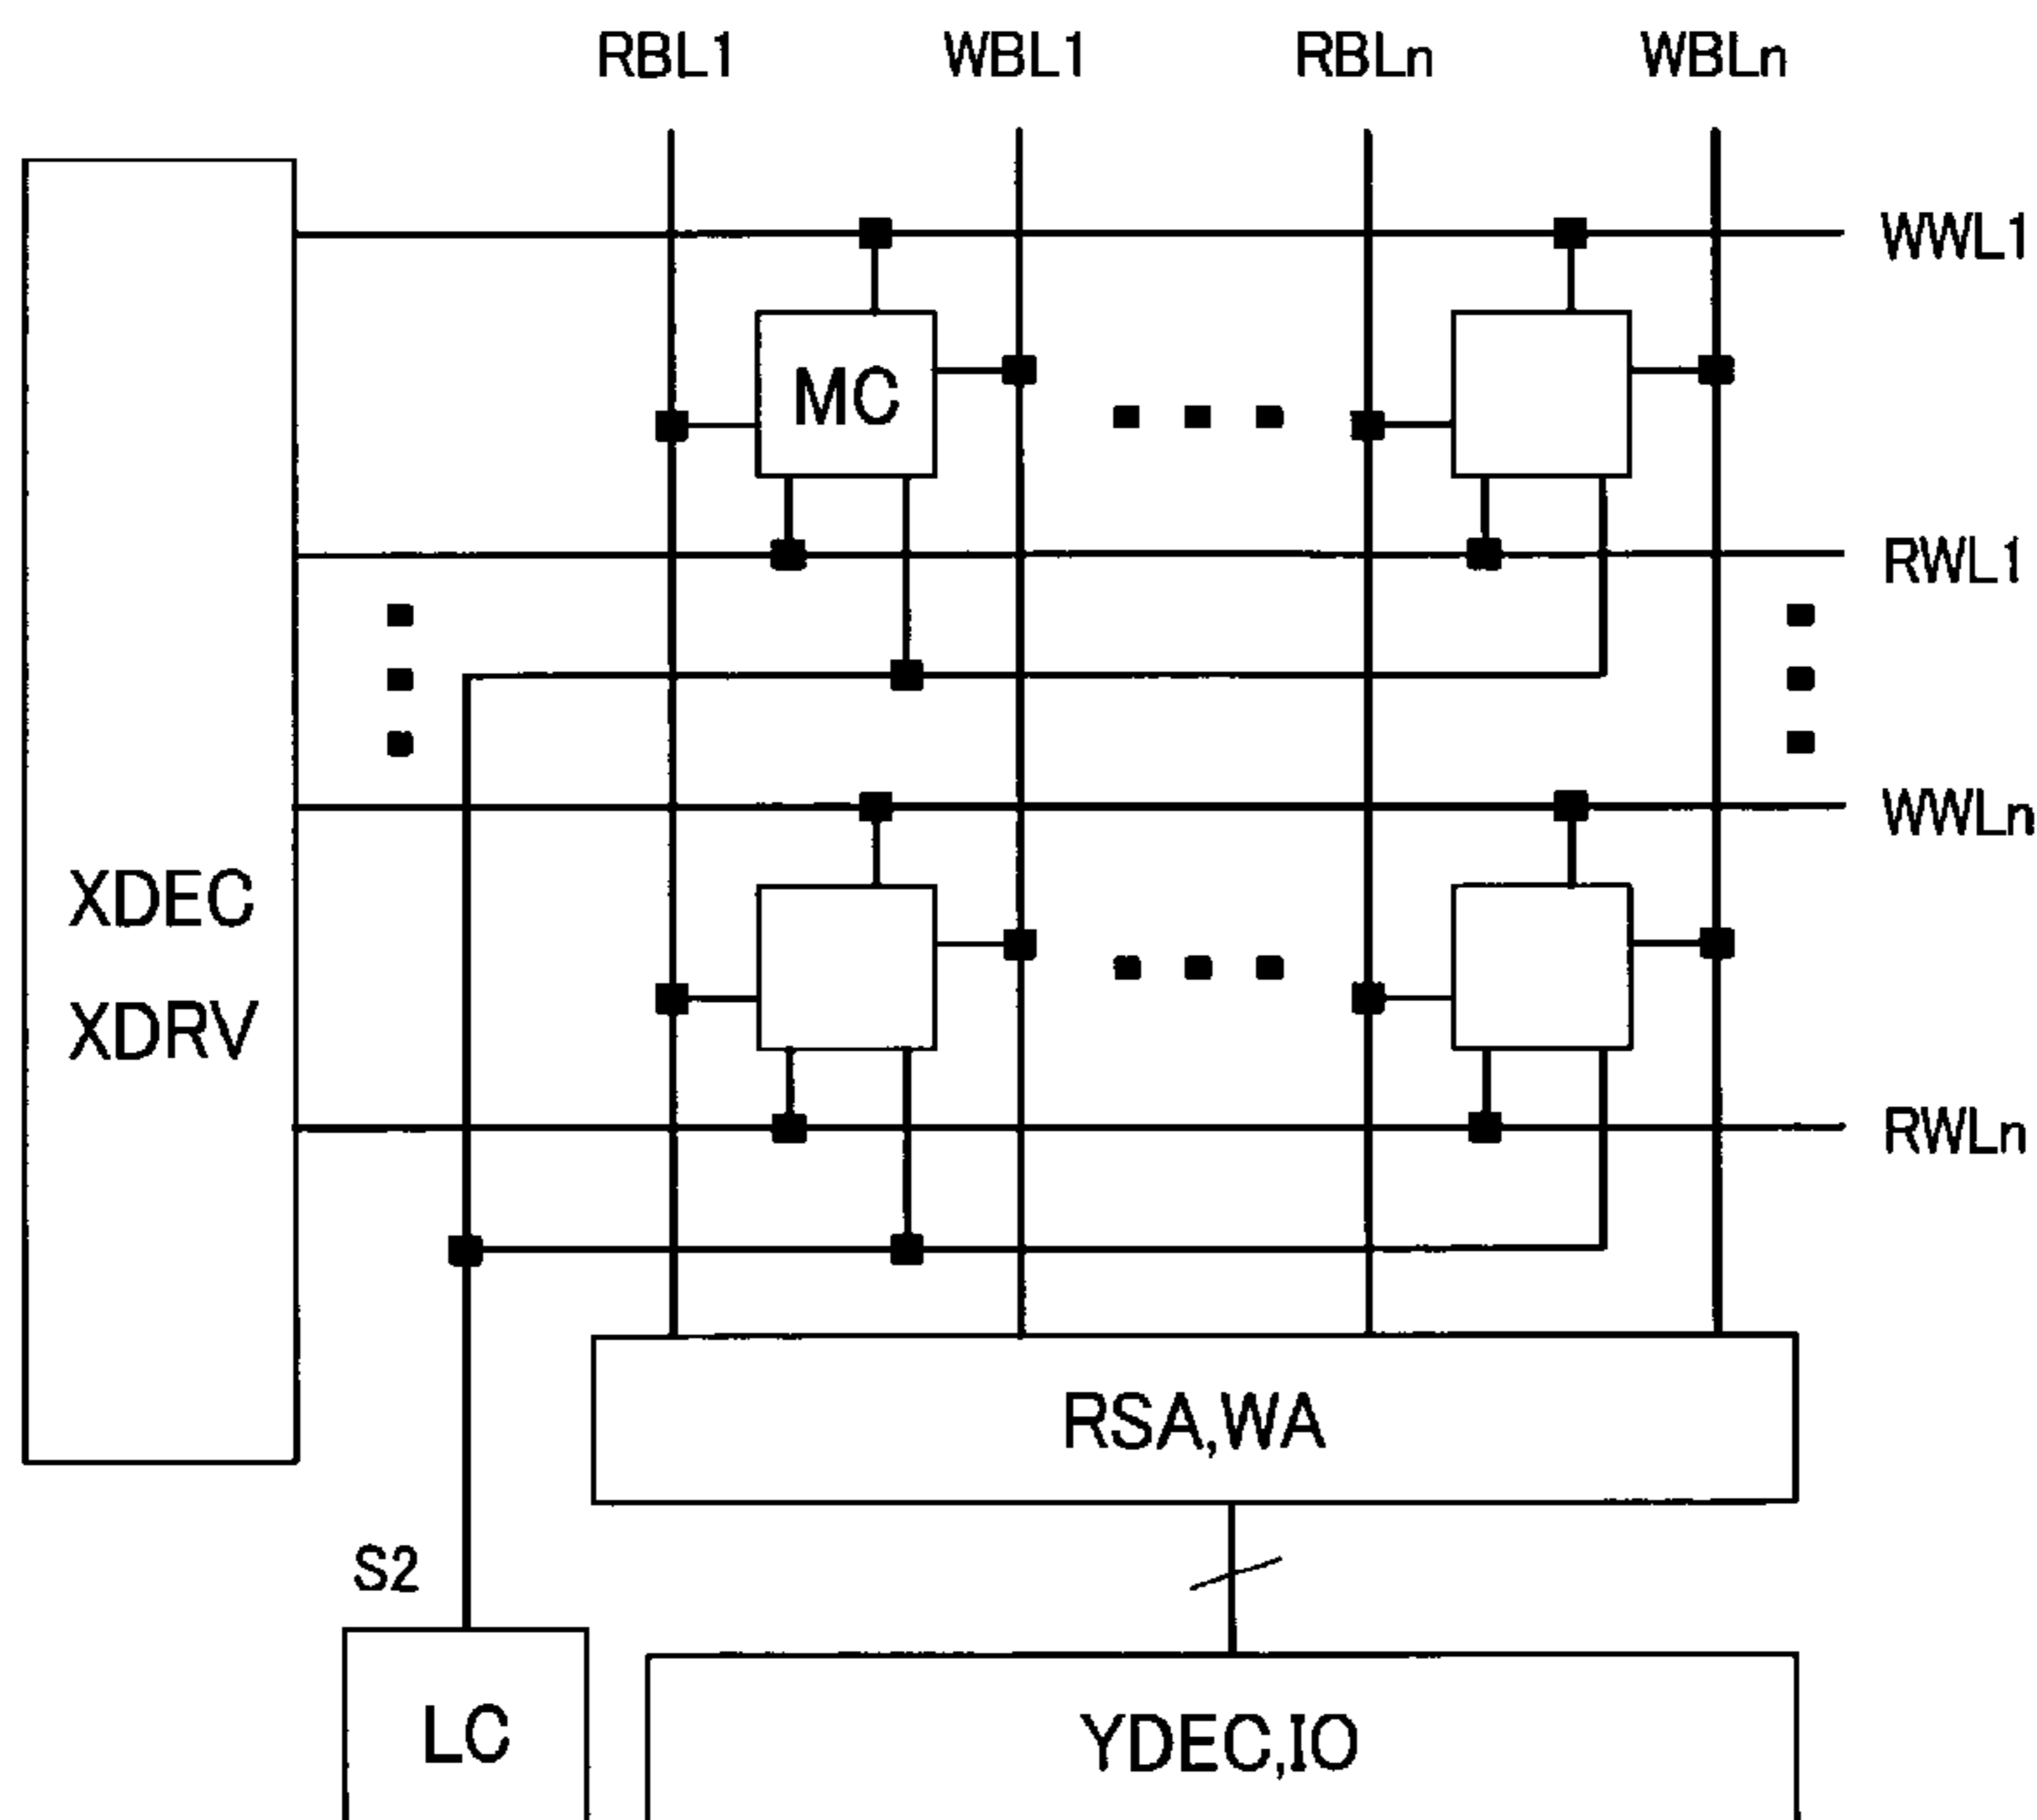 RBL1 WBL1 RBLn WBLn
WWL1
MC
RWL1
WWLn
XDEC
XDRV
RWLn
RSA,WA
S2
LC
YDEC,IO